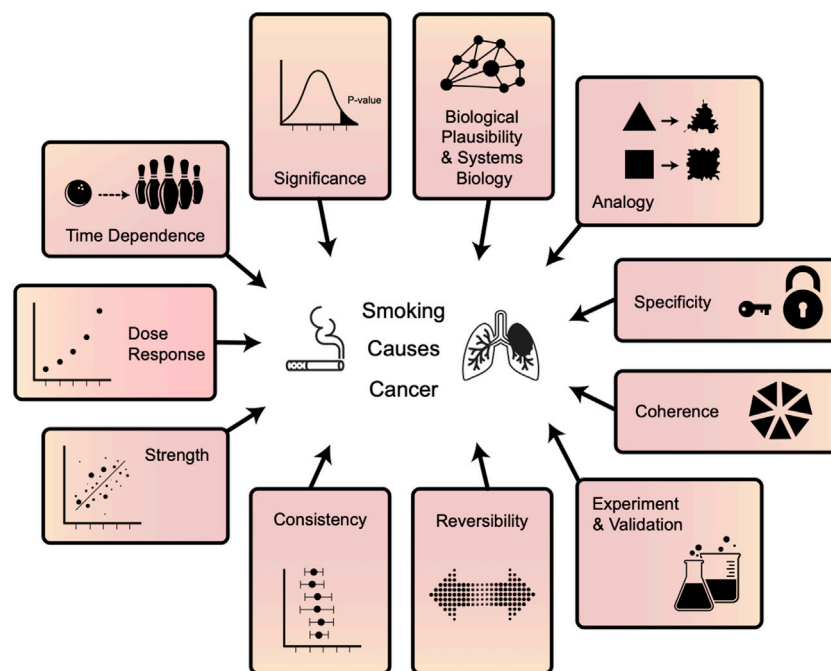 P-value
Significance
Biological
Plausibility
& Systems
Biology
Analogy
Time Dependence
Smoking
Causes
Cancer
Specificity
Dose
Response
Coherence
Strength
Consistency
Reversibility
Experiment
& Validation